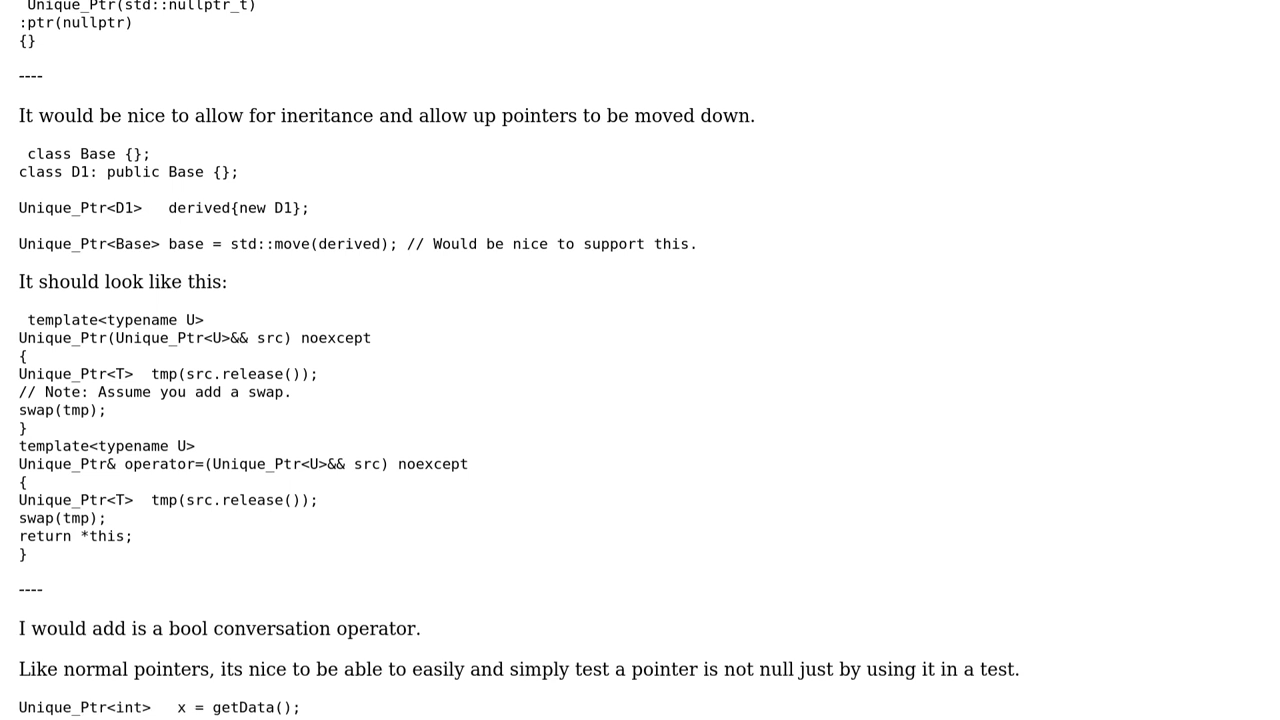 Unique_Ptr(std::nullptr_t)
:ptr(nullptr)
{}
----
It would be nice to allow for ineritance and allow up pointers to be moved down.
class Base {};
class D1: public Base {};
Unique_Ptr<D1>   derived{new D1};
Unique_Ptr<Base> base = std::move(derived); // Would be nice to support this.
It should look like this:
template<typename U>
Unique_Ptr(Unique_Ptr<U>&& src) noexcept
{
Unique_Ptr<T>  tmp(src.release());
// Note: Assume you add a swap.
swap(tmp);
}
template<typename U>
Unique_Ptr& operator=(Unique_Ptr<U>&& src) noexcept
{
Unique_Ptr<T>  tmp(src.release());
swap(tmp);
return *this;
}
----
I would add is a bool conversation operator.
Like normal pointers, its nice to be able to easily and simply test a pointer is not null just by using it in a test.
Unique_Ptr<int>   x = getData();